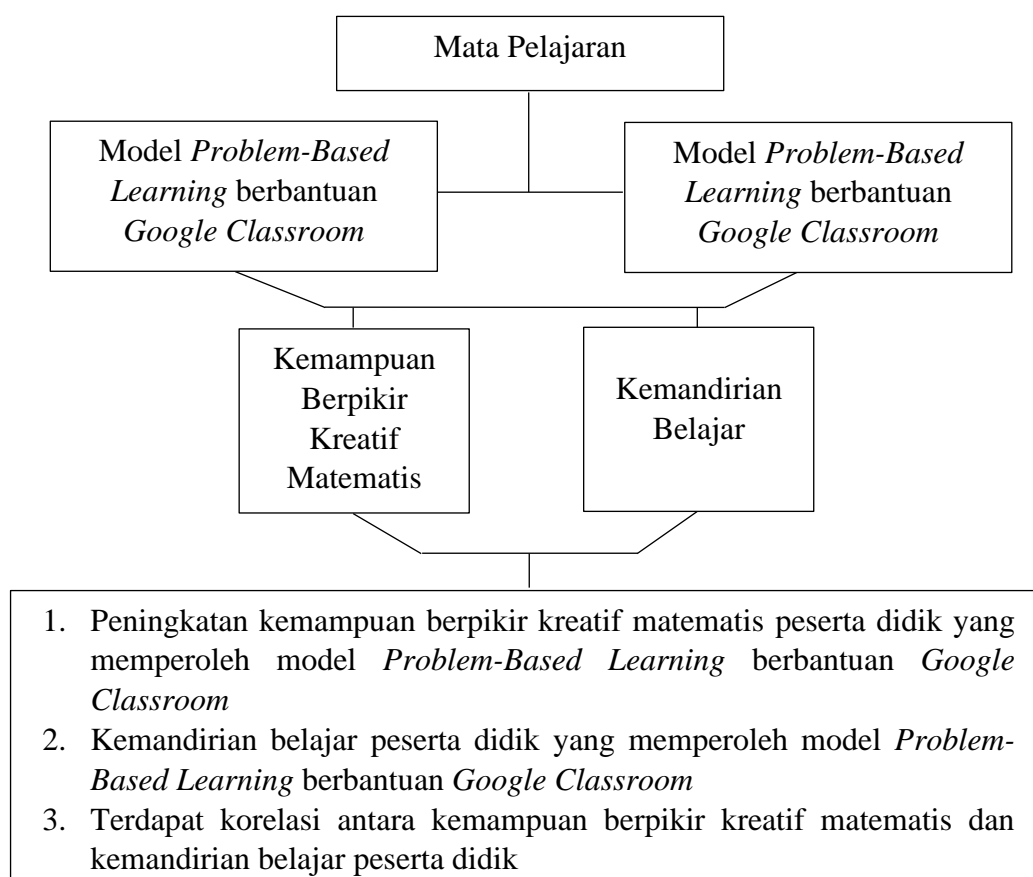 Mata Pelajaran
Model Problem-Based
Learning berbantuan
Google Classroom
Model Problem-Based
Learning berbantuan
Google Classroom
Kemampuan
Berpikir
Kreatif
Matematis
Kemandirian
Belajar
1. Peningkatan kemampuan berpikir kreatif matematis peserta didik yang
memperoleh model Problem-Based Learning berbantuan Google
Classroom
2. Kemandirian belajar peserta didik yang memperoleh model Problem-
Based Learning berbantuan Google Classroom
3. Terdapat korelasi antara kemampuan berpikir kreatif matematis dan
kemandirian belajar peserta didik